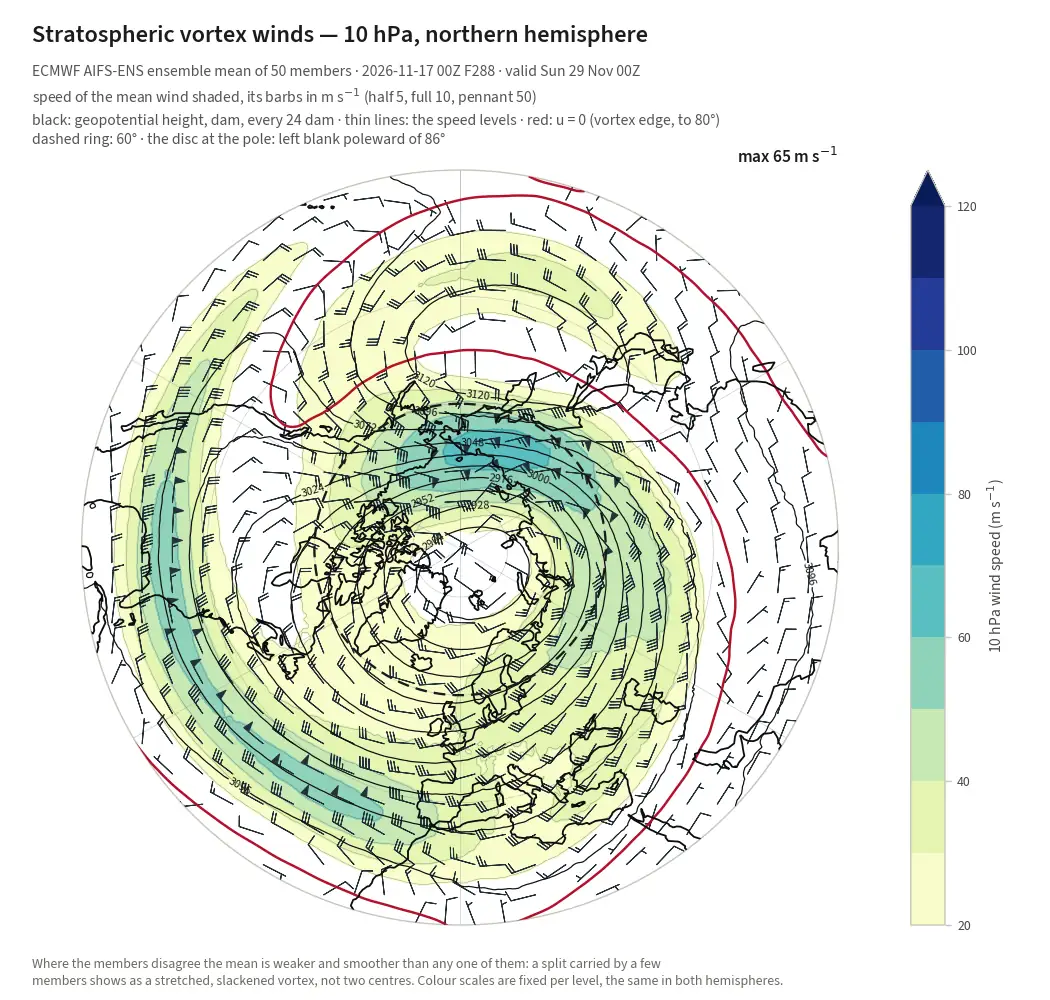 Stratospheric vortex winds — 10 hPa, northern hemisphere
ECMWF AIFS-ENS ensemble mean of 50 members · 2026-11-17 00Z F288 · valid Sun 29 Nov 00Z
speed of the mean wind shaded, its barbs in m s⁻¹ (half 5, full 10, pennant 50)
black: geopotential height, dam, every 24 dam · thin lines: the speed levels · red: u = 0 (vortex edge, to 80°)
dashed ring: 60° · the disc at the pole: left blank poleward of 86°
max 65 m s⁻¹
120
100
80
60
40
20
10 hPa wind speed (m s⁻¹)
3120
3120
3048
3000
2976
3024
2952
2928
3096
Where the members disagree the mean is weaker and smoother than any one of them: a split carried by a few
members shows as a stretched, slackened vortex, not two centres. Colour scales are fixed per level, the same in both hemispheres.